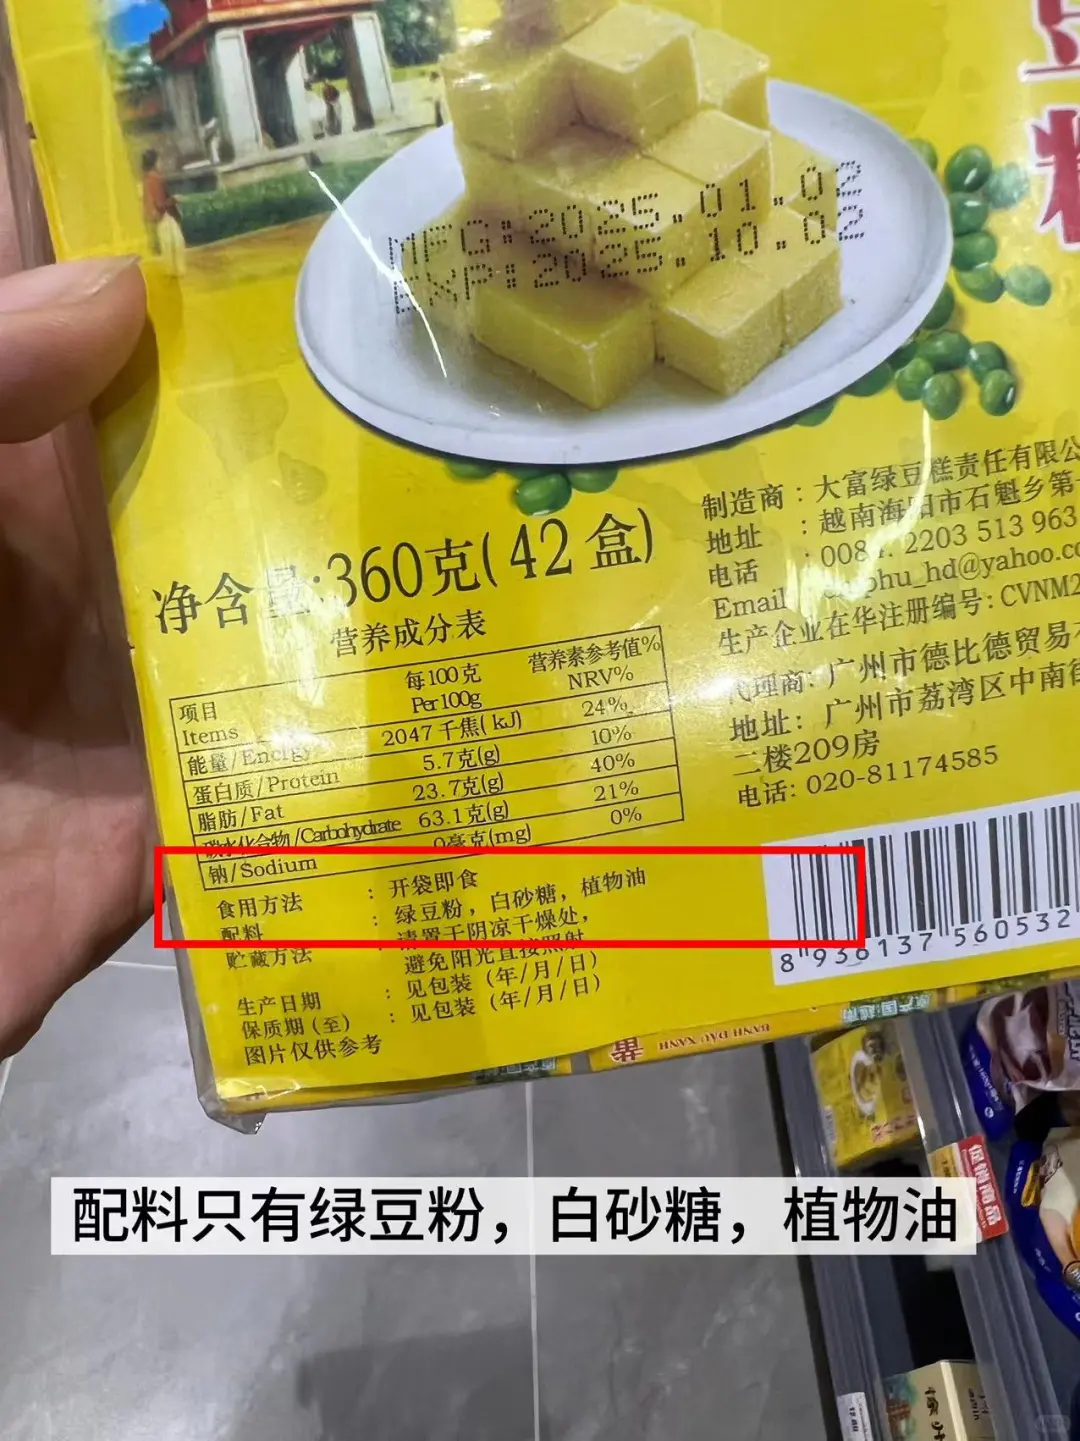 豆
糕
MFG:2025.01.02
EXP:2025.10.02
净含量:360克(42盒)
营养成分表
项目 每100克 营养素参考值%
Items Per100g NRV%
能量/Energy 2047千焦(kJ) 24%
蛋白质/Protein 5.7克(g) 10%
脂肪/Fat 23.7克(g) 40%
碳水化合物/Carbohydrate 63.1克(g) 21%
钠/Sodium 0毫克(mg) 0%
食用方法 : 开袋即食
配料 : 绿豆粉，白砂糖，植物油
贮藏方法 请置于阴凉干燥处，
避免阳光直接照射
生产日期 : 见包装（年/月/日）
保质期（至） : 见包装（年/月/日）
图片仅供参考
制造商：大富绿豆糕责任有限公
地址：越南海阳市石魁乡第
电话：0084. 2203 513 963
Email phu_hd@yahoo.co
生产企业在华注册编号：CVNM2
代理商：广州市德比德贸易
地址：广州市荔湾区中南街
二楼209房
电话：020-81174585
8 936137 560532
BANH DAU XANH
配料只有绿豆粉，白砂糖，植物油